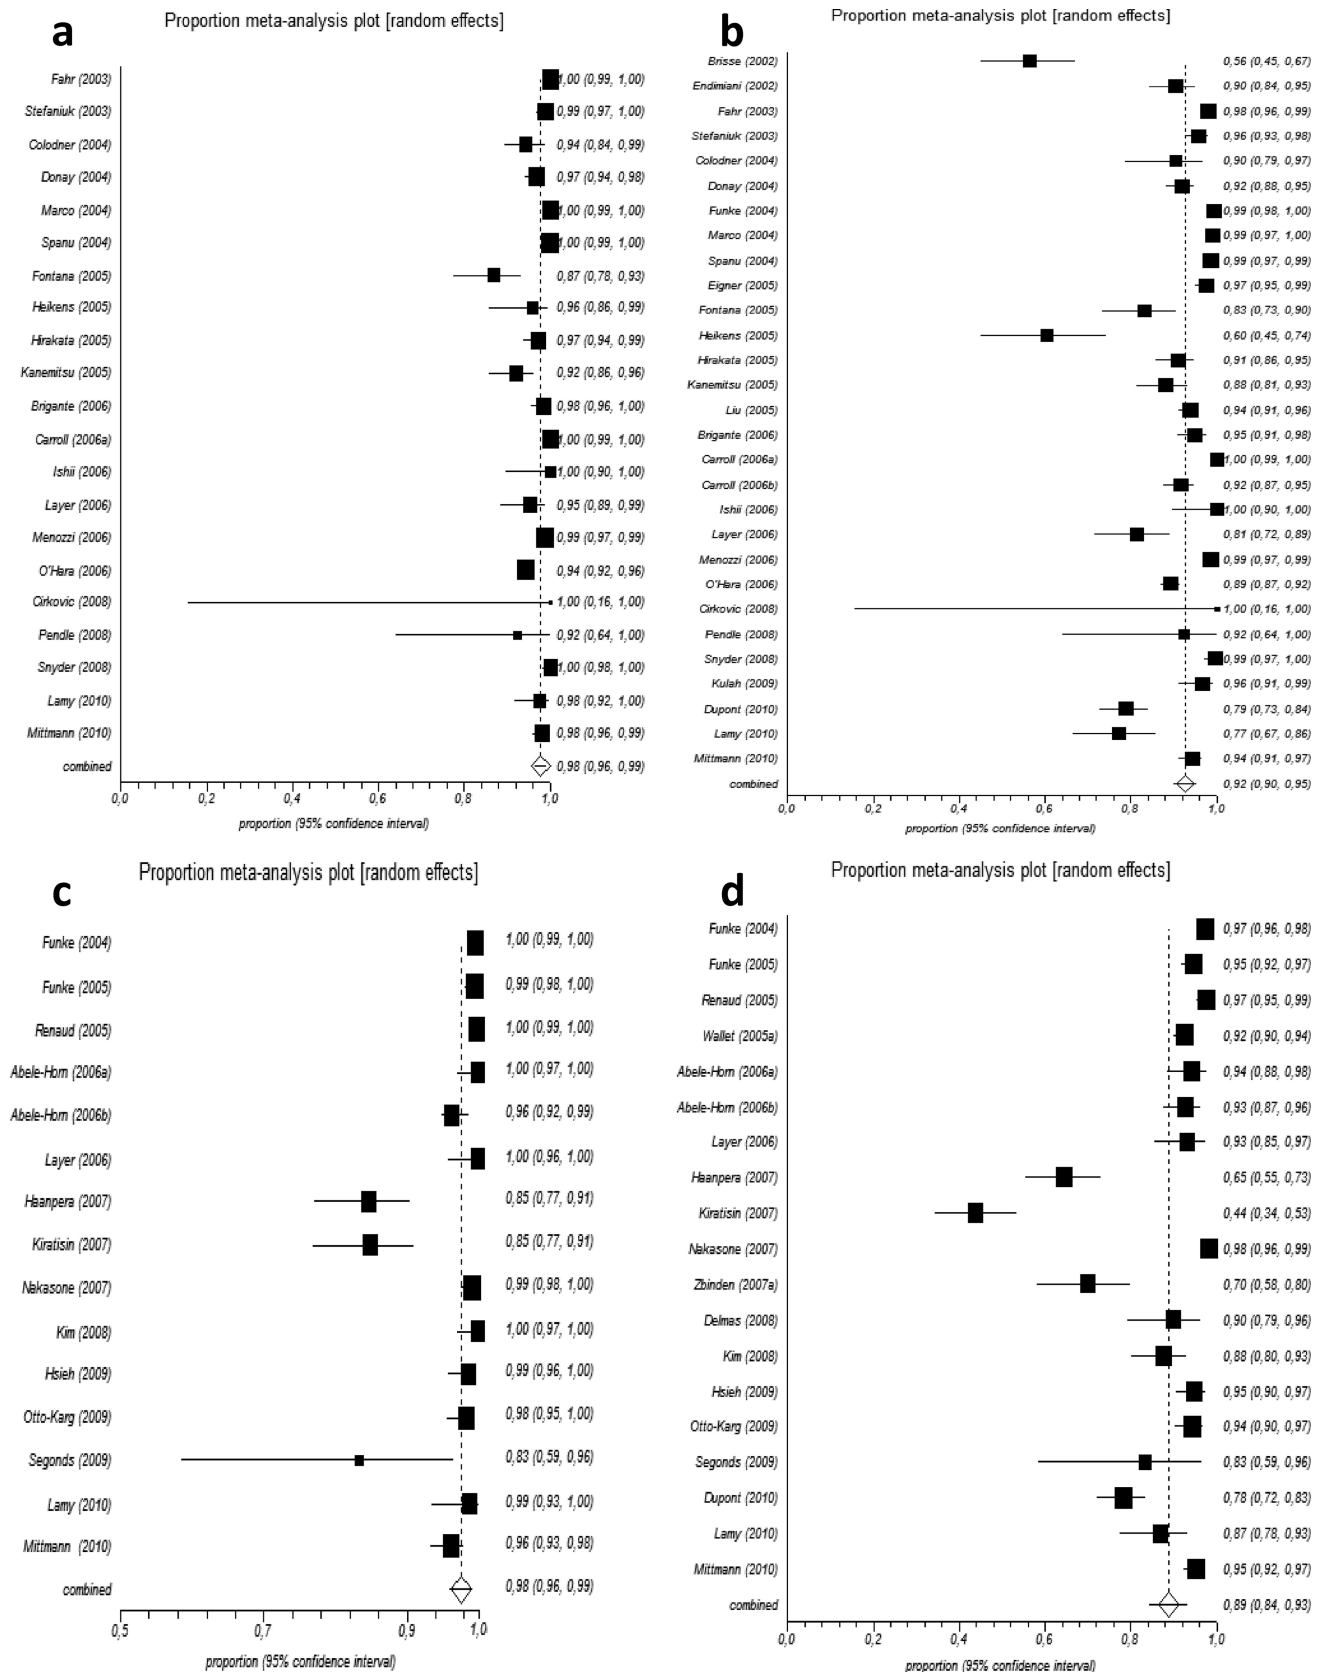 a
Proportion meta-analysis plot [random effects]
Fahr (2003) 1,00 (0,99, 1,00)
Stefaniuk (2003) 0,99 (0,97, 1,00)
Colodner (2004) 0,94 (0,84, 0,99)
Donay (2004) 0,97 (0,94, 0,98)
Marco (2004) 1,00 (0,99, 1,00)
Spanu (2004) 1,00 (0,99, 1,00)
Fontana (2005) 0,87 (0,78, 0,93)
Heikens (2005) 0,96 (0,86, 0,99)
Hirakata (2005) 0,97 (0,94, 0,99)
Kanemitsu (2005) 0,92 (0,86, 0,96)
Brigante (2006) 0,98 (0,96, 1,00)
Carroll (2006a) 1,00 (0,99, 1,00)
Ishii (2006) 1,00 (0,90, 1,00)
Layer (2006) 0,95 (0,89, 0,99)
Menozzi (2006) 0,99 (0,97, 0,99)
O'Hara (2006) 0,94 (0,92, 0,96)
Cirkovic (2008) 1,00 (0,16, 1,00)
Pendle (2008) 0,92 (0,64, 1,00)
Snyder (2008) 1,00 (0,98, 1,00)
Lamy (2010) 0,98 (0,92, 1,00)
Mittmann (2010) 0,98 (0,96, 0,99)
combined 0,98 (0,96, 0,99)
0,0 0,2 0,4 0,6 0,8 1,0
proportion (95% confidence interval)
b
Proportion meta-analysis plot [random effects]
Brisse (2002) 0,56 (0,45, 0,67)
Endimiani (2002) 0,90 (0,84, 0,95)
Fahr (2003) 0,98 (0,96, 0,99)
Stefaniuk (2003) 0,96 (0,93, 0,98)
Colodner (2004) 0,90 (0,79, 0,97)
Donay (2004) 0,92 (0,88, 0,95)
Funke (2004) 0,99 (0,98, 1,00)
Marco (2004) 0,99 (0,97, 1,00)
Spanu (2004) 0,99 (0,97, 0,99)
Eigner (2005) 0,97 (0,95, 0,99)
Fontana (2005) 0,83 (0,73, 0,90)
Heikens (2005) 0,60 (0,45, 0,74)
Hirakata (2005) 0,91 (0,86, 0,95)
Kanemitsu (2005) 0,88 (0,81, 0,93)
Liu (2005) 0,94 (0,91, 0,96)
Brigante (2006) 0,95 (0,91, 0,98)
Carroll (2006a) 1,00 (0,99, 1,00)
Carroll (2006b) 0,92 (0,87, 0,95)
Ishii (2006) 1,00 (0,90, 1,00)
Layer (2006) 0,81 (0,72, 0,89)
Menozzi (2006) 0,99 (0,97, 0,99)
O'Hara (2006) 0,89 (0,87, 0,92)
Cirkovic (2008) 1,00 (0,16, 1,00)
Pendle (2008) 0,92 (0,64, 1,00)
Snyder (2008) 0,99 (0,97, 1,00)
Kulah (2009) 0,96 (0,91, 0,99)
Dupont (2010) 0,79 (0,73, 0,84)
Lamy (2010) 0,77 (0,67, 0,86)
Mittmann (2010) 0,94 (0,91, 0,97)
combined 0,92 (0,90, 0,95)
0,0 0,2 0,4 0,6 0,8 1,0
proportion (95% confidence interval)
c
Proportion meta-analysis plot [random effects]
Funke (2004) 1,00 (0,99, 1,00)
Funke (2005) 0,99 (0,98, 1,00)
Renaud (2005) 1,00 (0,99, 1,00)
Abele-Horn (2006a) 1,00 (0,97, 1,00)
Abele-Horn (2006b) 0,96 (0,92, 0,99)
Layer (2006) 1,00 (0,96, 1,00)
Haanpera (2007) 0,85 (0,77, 0,91)
Kiratisin (2007) 0,85 (0,77, 0,91)
Nakasone (2007) 0,99 (0,98, 1,00)
Kim (2008) 1,00 (0,97, 1,00)
Hsieh (2009) 0,99 (0,96, 1,00)
Otto-Karg (2009) 0,98 (0,95, 1,00)
Segonds (2009) 0,83 (0,59, 0,96)
Lamy (2010) 0,99 (0,93, 1,00)
Mittmann (2010) 0,96 (0,93, 0,98)
combined 0,98 (0,96, 0,99)
0,5 0,7 0,9 1,0
proportion (95% confidence interval)
d
Proportion meta-analysis plot [random effects]
Funke (2004) 0,97 (0,96, 0,98)
Funke (2005) 0,95 (0,92, 0,97)
Renaud (2005) 0,97 (0,95, 0,99)
Wallet (2005a) 0,92 (0,90, 0,94)
Abele-Horn (2006a) 0,94 (0,88, 0,98)
Abele-Horn (2006b) 0,93 (0,87, 0,96)
Layer (2006) 0,93 (0,85, 0,97)
Haanpera (2007) 0,65 (0,55, 0,73)
Kiratisin (2007) 0,44 (0,34, 0,53)
Nakasone (2007) 0,98 (0,96, 0,99)
Zbinden (2007a) 0,70 (0,58, 0,80)
Delmas (2008) 0,90 (0,79, 0,96)
Kim (2008) 0,88 (0,80, 0,93)
Hsieh (2009) 0,95 (0,90, 0,97)
Otto-Karg (2009) 0,94 (0,90, 0,97)
Segonds (2009) 0,83 (0,59, 0,96)
Dupont (2010) 0,78 (0,72, 0,83)
Lamy (2010) 0,87 (0,78, 0,93)
Mittmann (2010) 0,95 (0,92, 0,97)
combined 0,89 (0,84, 0,93)
0,0 0,2 0,4 0,6 0,8 1,0
proportion (95% confidence interval)